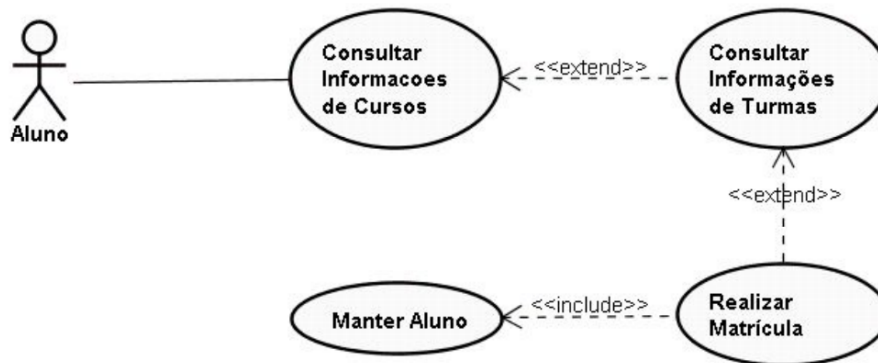 Aluno
Consultar
Informacoes
de Cursos
<<extend>>
Consultar
Informações
de Turmas
<<extend>>
Manter Aluno
<<include>>
Realizar
Matrícula